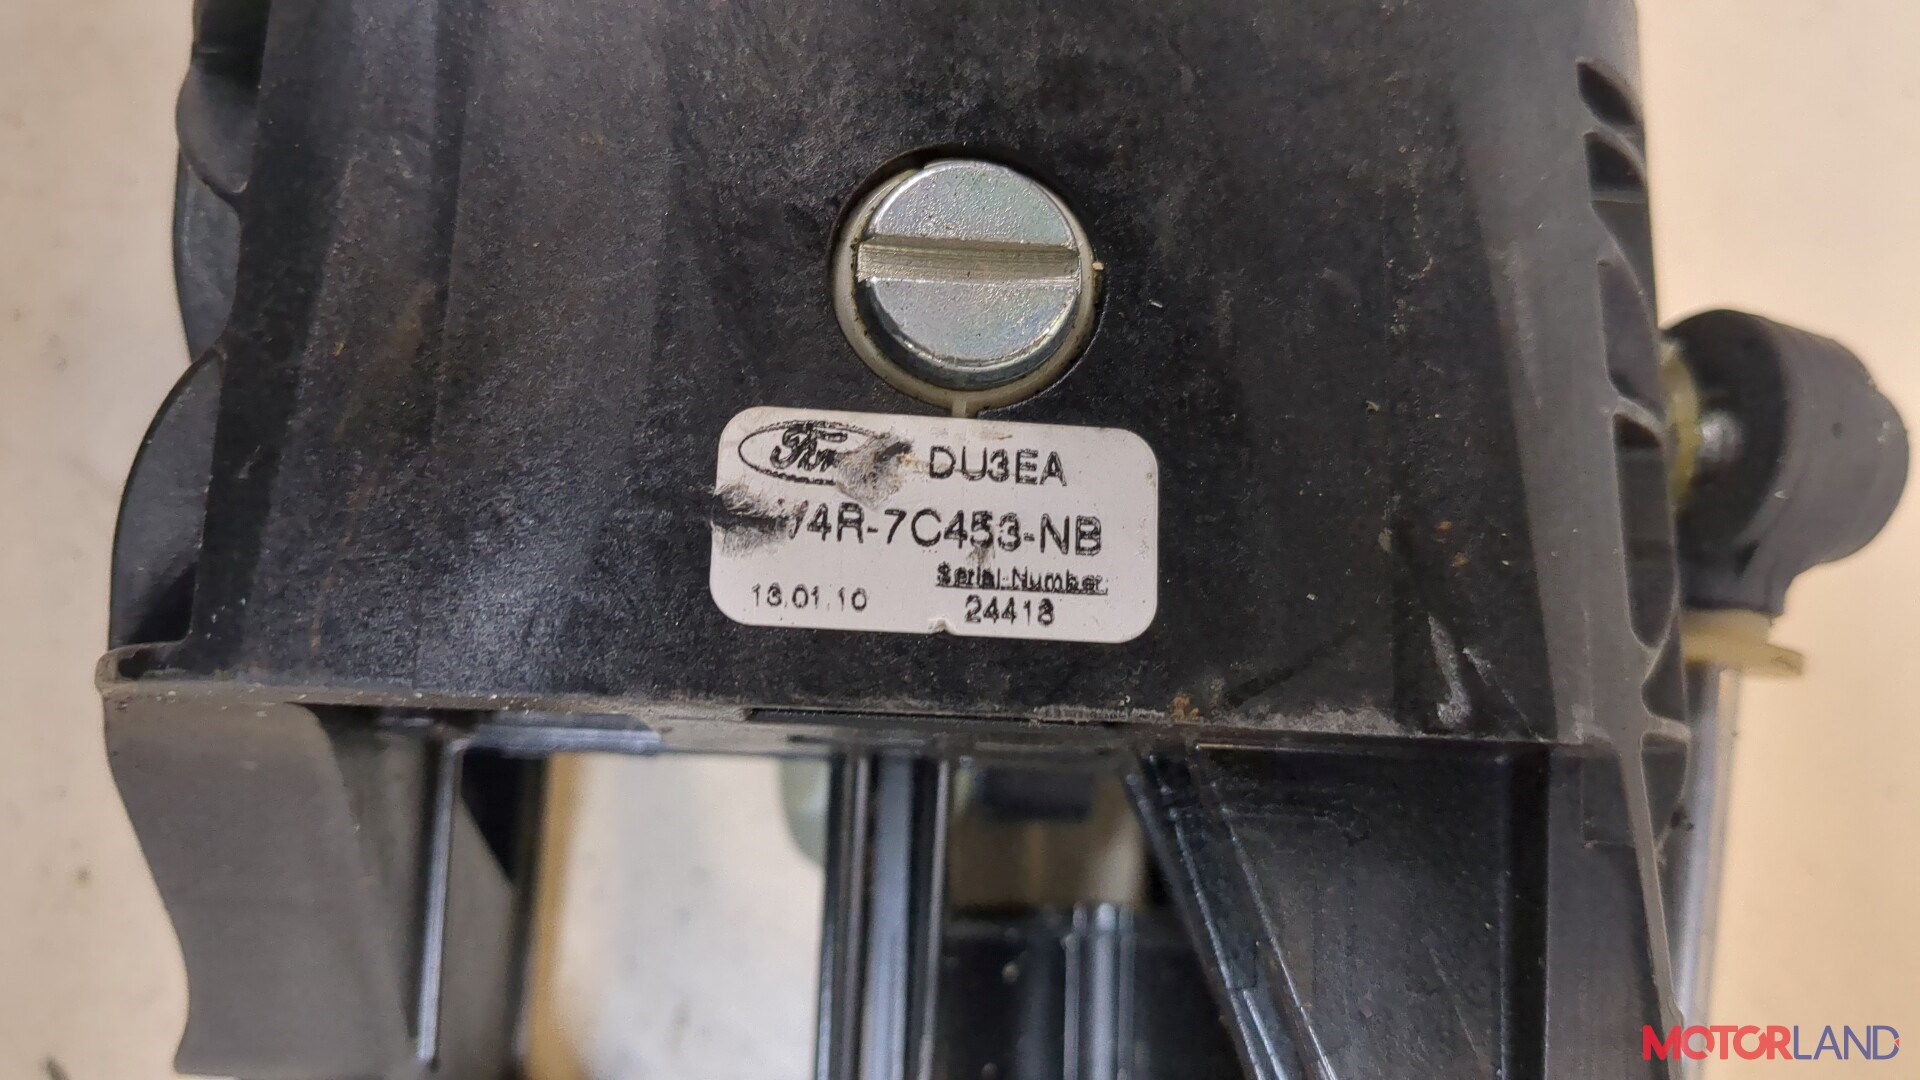 DU3EA
4R-7C453-NB
Serial Number
13.01.10
24418
MOTORLAND